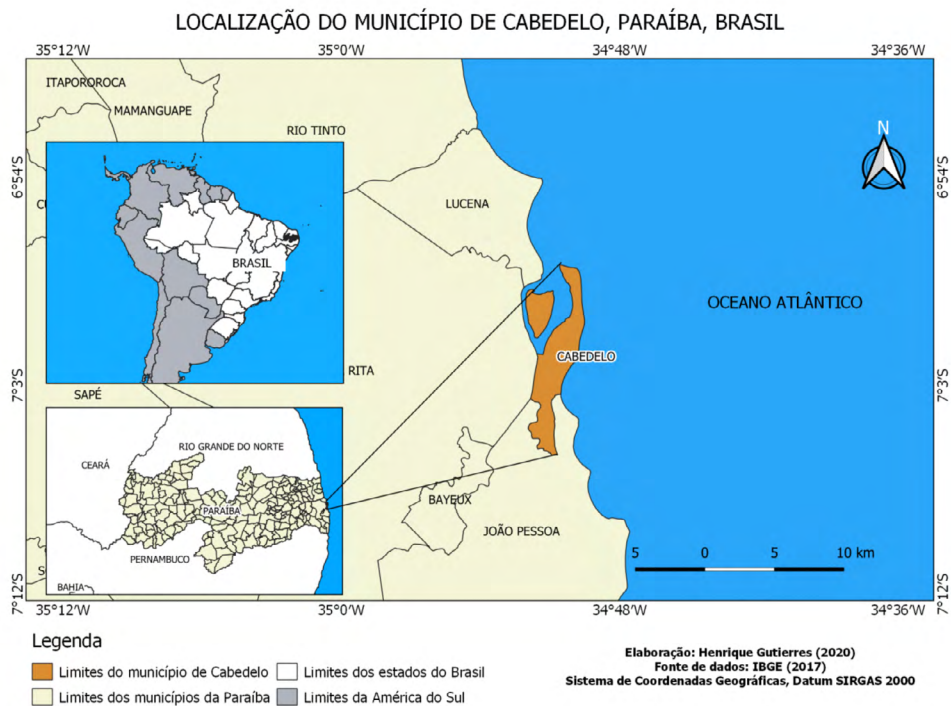 LOCALIZAÇÃO DO MUNICÍPIO DE CABEDELO, PARAÍBA, BRASIL
35°12'W 35°0'W 34°48'W 34°36'W
ITAPOROROCA
MAMANGUAPE
RIO TINTO
N
6°54'S 6°54'S
LUCENA
BRASIL
OCEANO ATLÂNTICO
CABEDELO
RITA
7°3'S 7°3'S
SAPÉ
RIO GRANDE DO NORTE
CEARÁ
BAYEUX
PARAÍBA
JOÃO PESSOA
PERNAMBUCO
5 0 5 10 km
BAHIA
7°12'S 7°12'S
35°12'W 35°0'W 34°48'W 34°36'W
Legenda
Limites do município de Cabedelo
Limites dos estados do Brasil
Limites dos municípios da Paraíba
Limites da América do Sul
Elaboração: Henrique Gutierres (2020)
Fonte de dados: IBGE (2017)
Sistema de Coordenadas Geográficas, Datum SIRGAS 2000